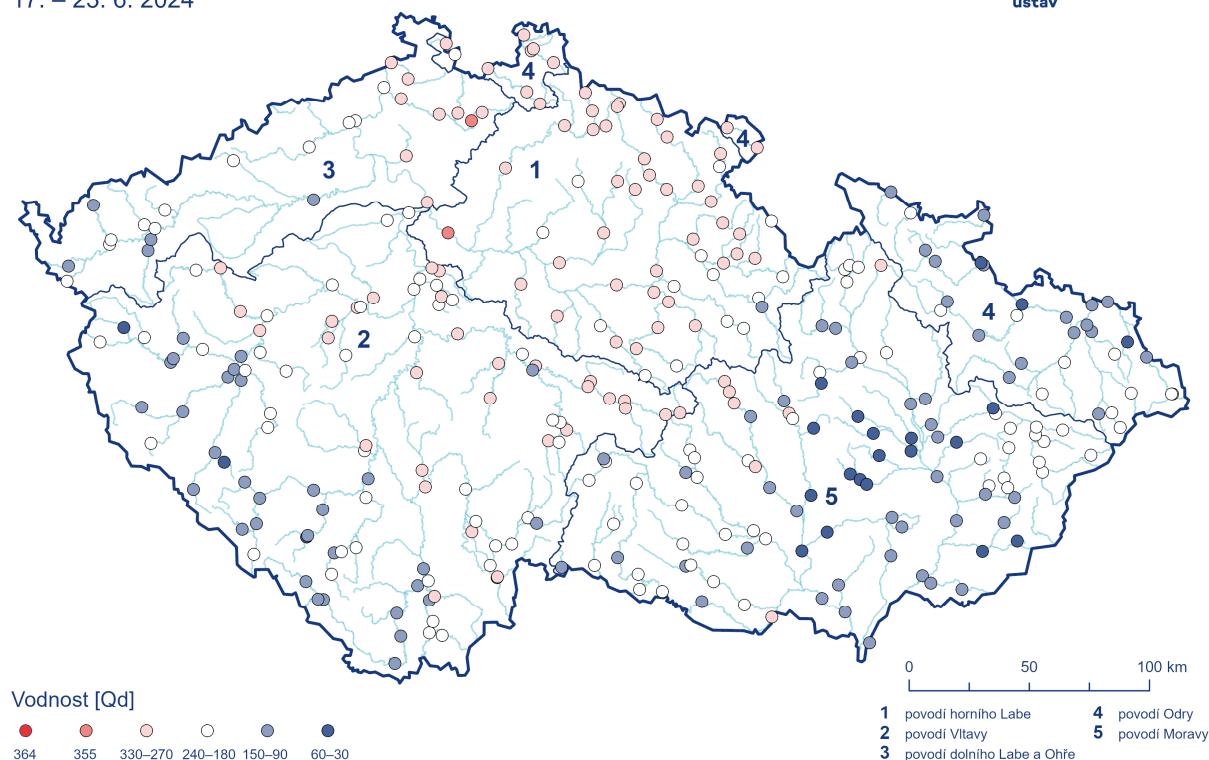 17. – 23. 6. 2024
ústav
4
4
3
1
4
2
5
0 50 100 km
Vodnost [Qd]
364 355 330–270 240–180 150–90 60–30
1 povodí horního Labe
2 povodí Vltavy
3 povodí dolního Labe a Ohře
4 povodí Odry
5 povodí Moravy